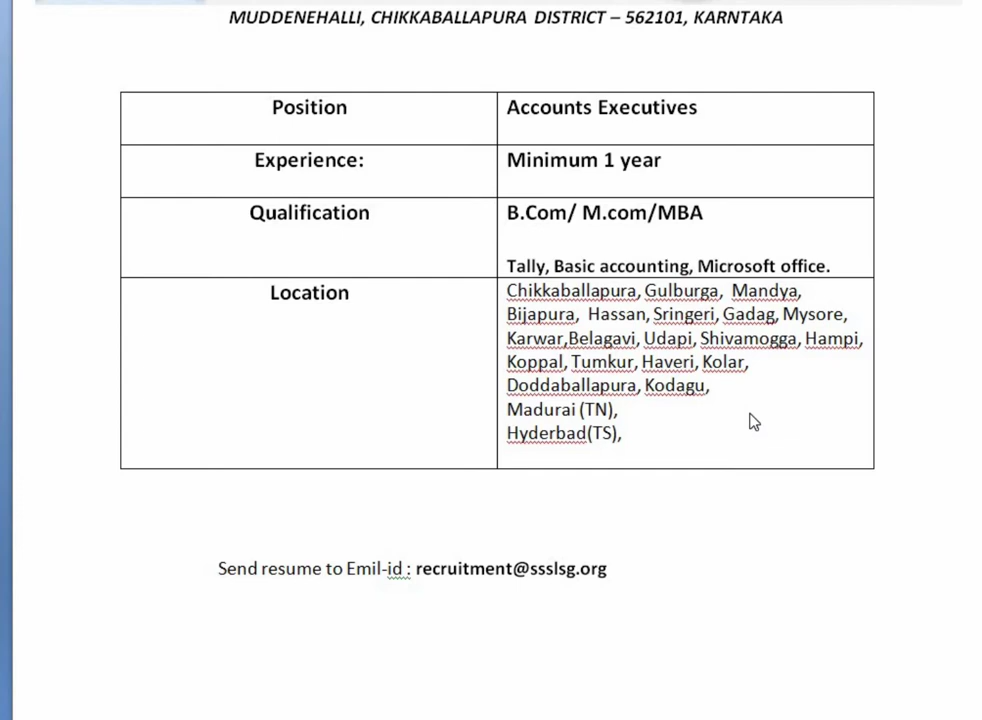 MUDDENEHALLI, CHIKKABALLAPURA DISTRICT – 562101, KARNTAKA
Position
Accounts Executives
Experience:
Minimum 1 year
Qualification
B.Com/ M.com/MBA
Tally, Basic accounting, Microsoft office.
Location
Chikkaballapura, Gulburga, Mandya,
Bijapura, Hassan, Sringeri, Gadag, Mysore,
Karwar,Belagavi, Udapi, Shivamogga, Hampi,
Koppal, Tumkur, Haveri, Kolar,
Doddaballapura, Kodagu,
Madurai (TN),
Hyderbad(TS),
Send resume to Emil-id : recruitment@ssslsg.org